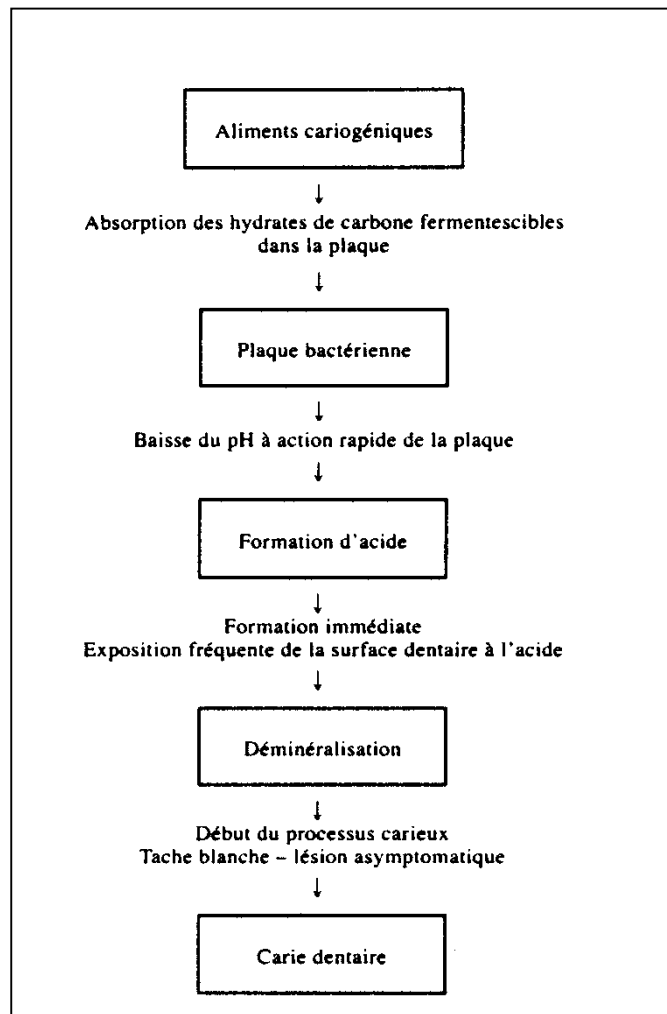 Aliments cariogéniques
↓
Absorption des hydrates de carbone fermentescibles
dans la plaque
↓
Plaque bactérienne
↓
Baisse du pH à action rapide de la plaque
↓
Formation d'acide
↓
Formation immédiate
Exposition fréquente de la surface dentaire à l'acide
↓
Déminéralisation
↓
Début du processus carieux
Tache blanche – lésion asymptomatique
↓
Carie dentaire